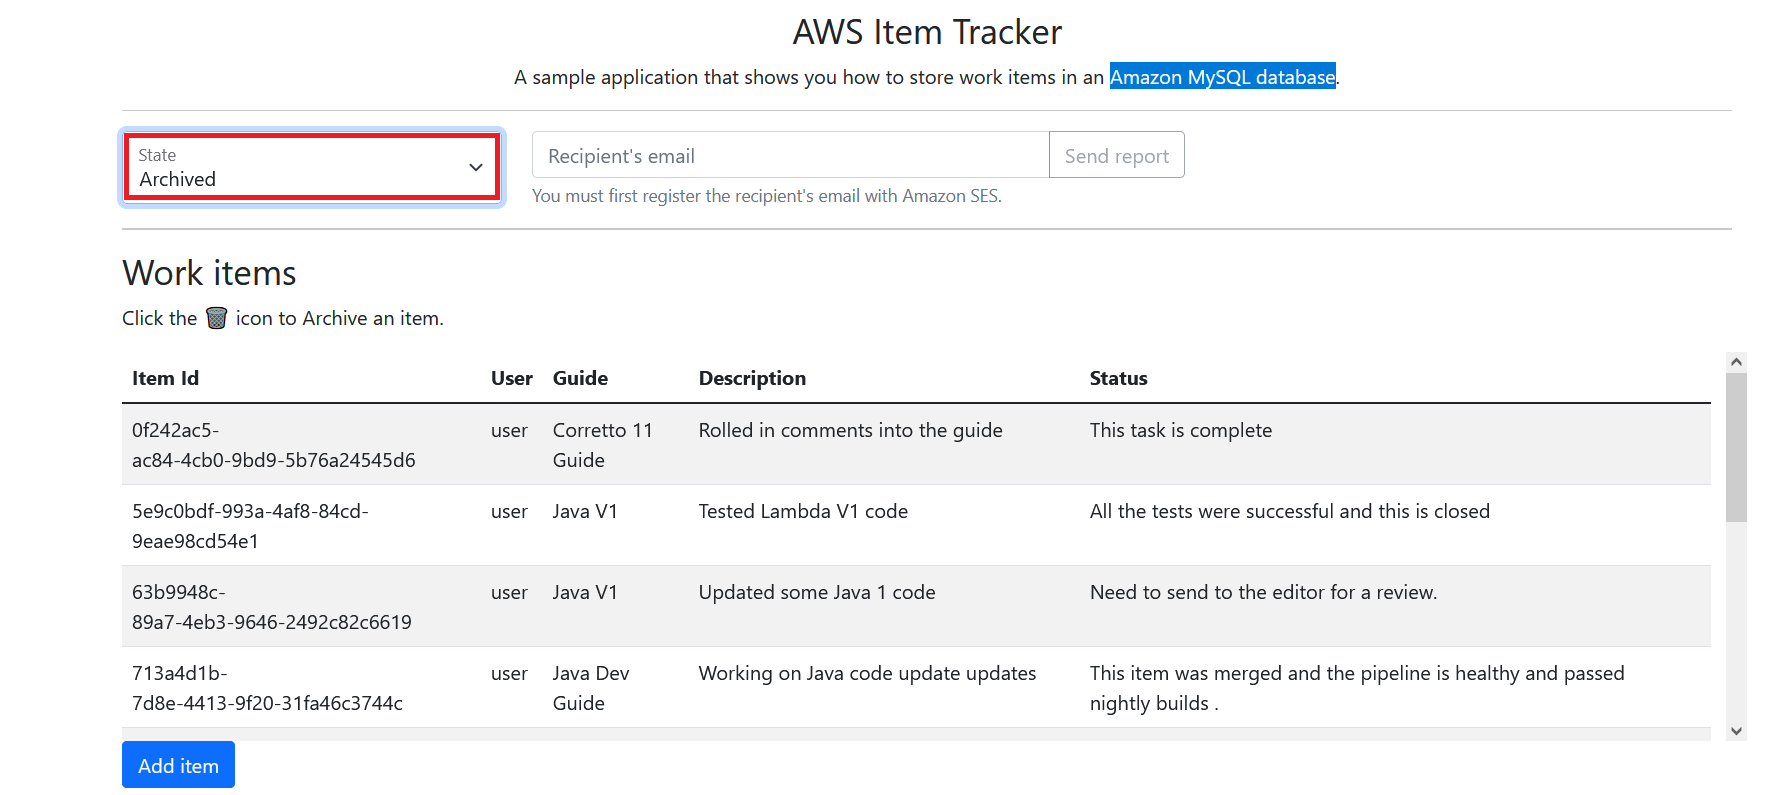 AWS Item Tracker
A sample application that shows you how to store work items in an Amazon MySQL database.
State
Archived
Recipient's email
Send report
You must first register the recipient's email with Amazon SES.
Work items
Click the 🗑 icon to Archive an item.
Item Id User Guide Description Status
0f242ac5- user Corretto 11 Rolled in comments into the guide This task is complete
ac84-4cb0-9bd9-5b76a24545d6 Guide
5e9c0bdf-993a-4af8-84cd- user Java V1 Tested Lambda V1 code All the tests were successful and this is closed
9eae98cd54e1
63b9948c- user Java V1 Updated some Java 1 code Need to send to the editor for a review.
89a7-4eb3-9646-2492c82c6619
713a4d1b- user Java Dev Working on Java code update updates This item was merged and the pipeline is healthy and passed
7d8e-4413-9f20-31fa46c3744c Guide nightly builds .
Add item